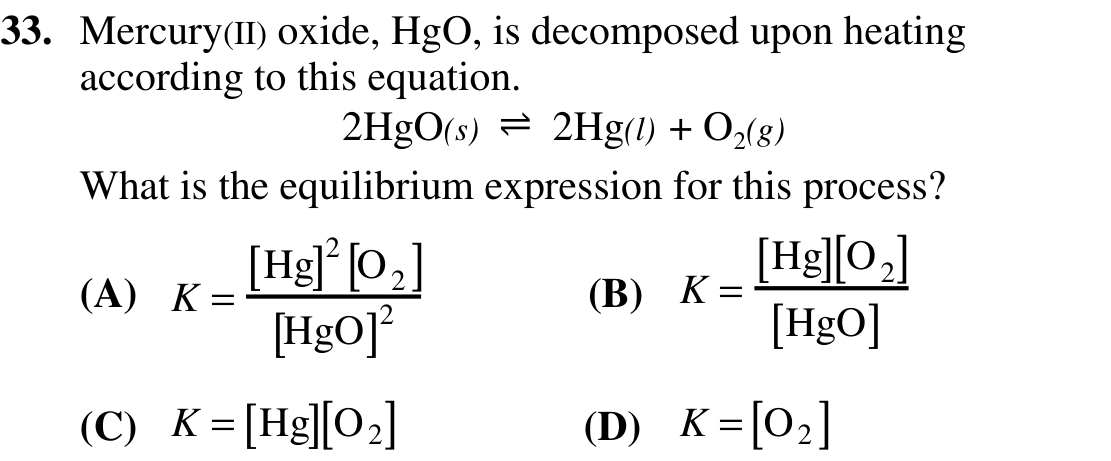 33. Mercury(II) oxide, HgO, is decomposed upon heating
according to this equation.
2HgO(s) ⇌ 2Hg(l) + O₂(g)
What is the equilibrium expression for this process?
(A) K = [Hg]² [O₂] / [HgO]² (B) K = [Hg][O₂] / [HgO]
(C) K = [Hg][O₂] (D) K = [O₂]